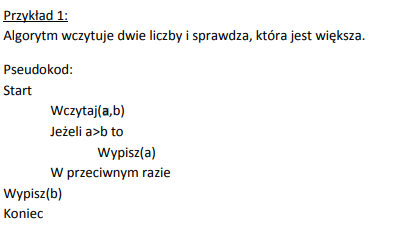 Przykład 1:
Algorytm wczytuje dwie liczby i sprawdza, która jest większa.
Pseudokod:
Start
Wczytaj(a,b)
Jeżeli a>b to
Wypisz(a)
W przeciwnym razie
Wypisz(b)
Koniec